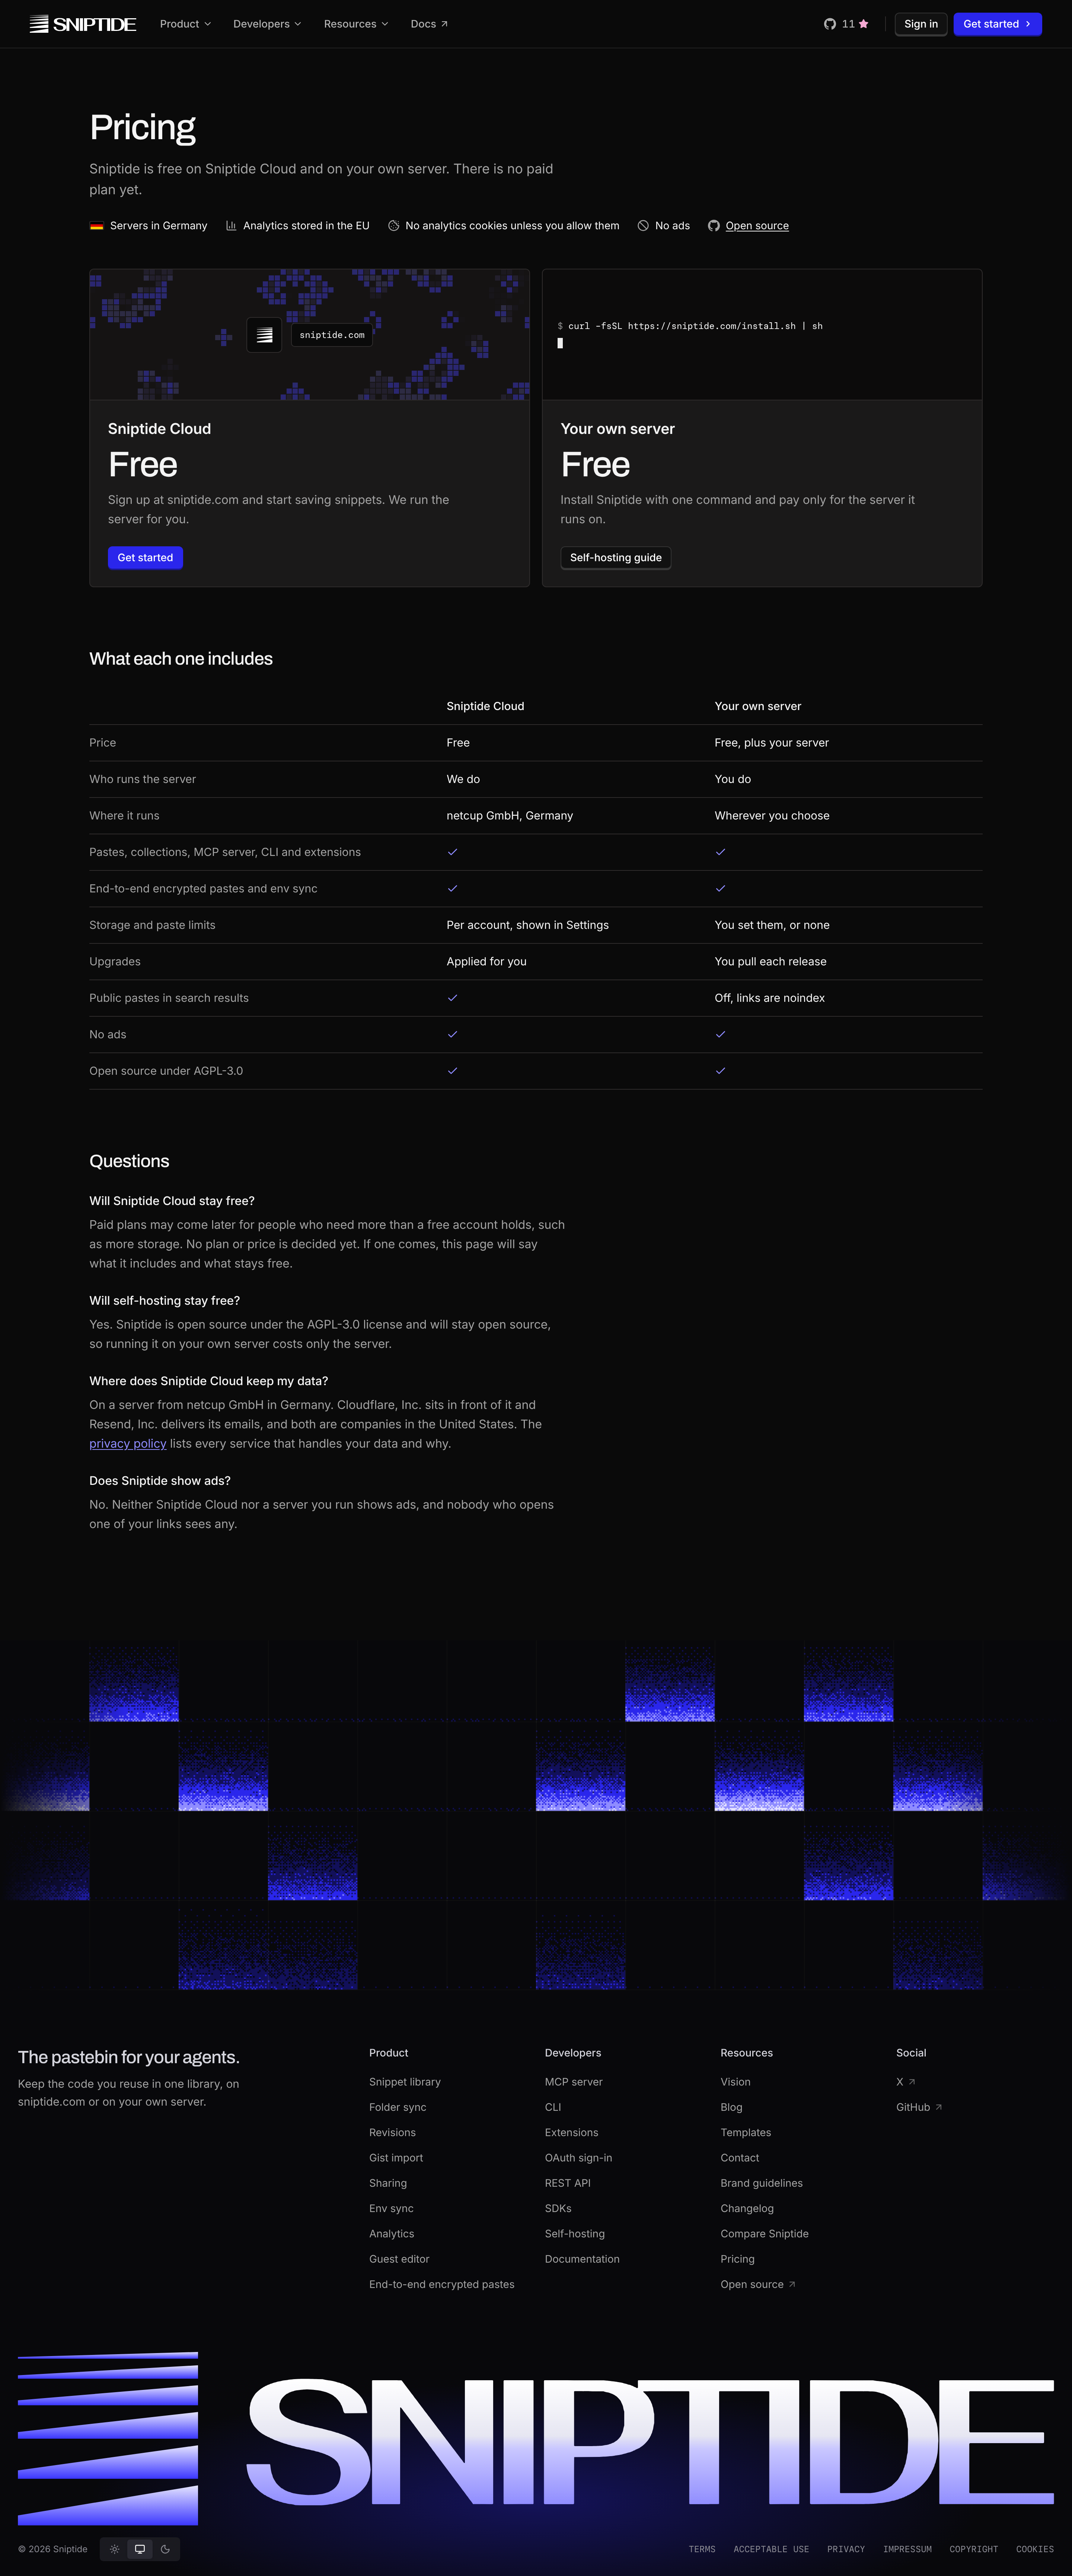 SNIPTIDE Product Developers Resources Docs 11 Sign in Get started
Pricing
Sniptide is free on Sniptide Cloud and on your own server. There is no paid
plan yet.
Servers in Germany Analytics stored in the EU No analytics cookies unless you allow them No ads Open source
sniptide.com
$ curl -fsSL https://sniptide.com/install.sh | sh
Sniptide Cloud
Free
Sign up at sniptide.com and start saving snippets. We run the
server for you.
Get started
Your own server
Free
Install Sniptide with one command and pay only for the server it
runs on.
Self-hosting guide
What each one includes
Sniptide Cloud Your own server
Price Free Free, plus your server
Who runs the server We do You do
Where it runs netcup GmbH, Germany Wherever you choose
Pastes, collections, MCP server, CLI and extensions
End-to-end encrypted pastes and env sync
Storage and paste limits Per account, shown in Settings You set them, or none
Upgrades Applied for you You pull each release
Public pastes in search results Off, links are noindex
No ads
Open source under AGPL-3.0
Questions
Will Sniptide Cloud stay free?
Paid plans may come later for people who need more than a free account holds, such
as more storage. No plan or price is decided yet. If one comes, this page will say
what it includes and what stays free.
Will self-hosting stay free?
Yes. Sniptide is open source under the AGPL-3.0 license and will stay open source,
so running it on your own server costs only the server.
Where does Sniptide Cloud keep my data?
On a server from netcup GmbH in Germany. Cloudflare, Inc. sits in front of it and
Resend, Inc. delivers its emails, and both are companies in the United States. The
privacy policy lists every service that handles your data and why.
Does Sniptide show ads?
No. Neither Sniptide Cloud nor a server you run shows ads, and nobody who opens
one of your links sees any.
The pastebin for your agents.
Keep the code you reuse in one library, on
sniptide.com or on your own server.
Product
Snippet library
Folder sync
Revisions
Gist import
Sharing
Env sync
Analytics
Guest editor
End-to-end encrypted pastes
Developers
MCP server
CLI
Extensions
OAuth sign-in
REST API
SDKs
Self-hosting
Documentation
Resources
Vision
Blog
Templates
Contact
Brand guidelines
Changelog
Compare Sniptide
Pricing
Open source
Social
X
GitHub
SNIPTIDE
© 2026 Sniptide TERMS ACCEPTABLE USE PRIVACY IMPRESSUM COPYRIGHT COOKIES